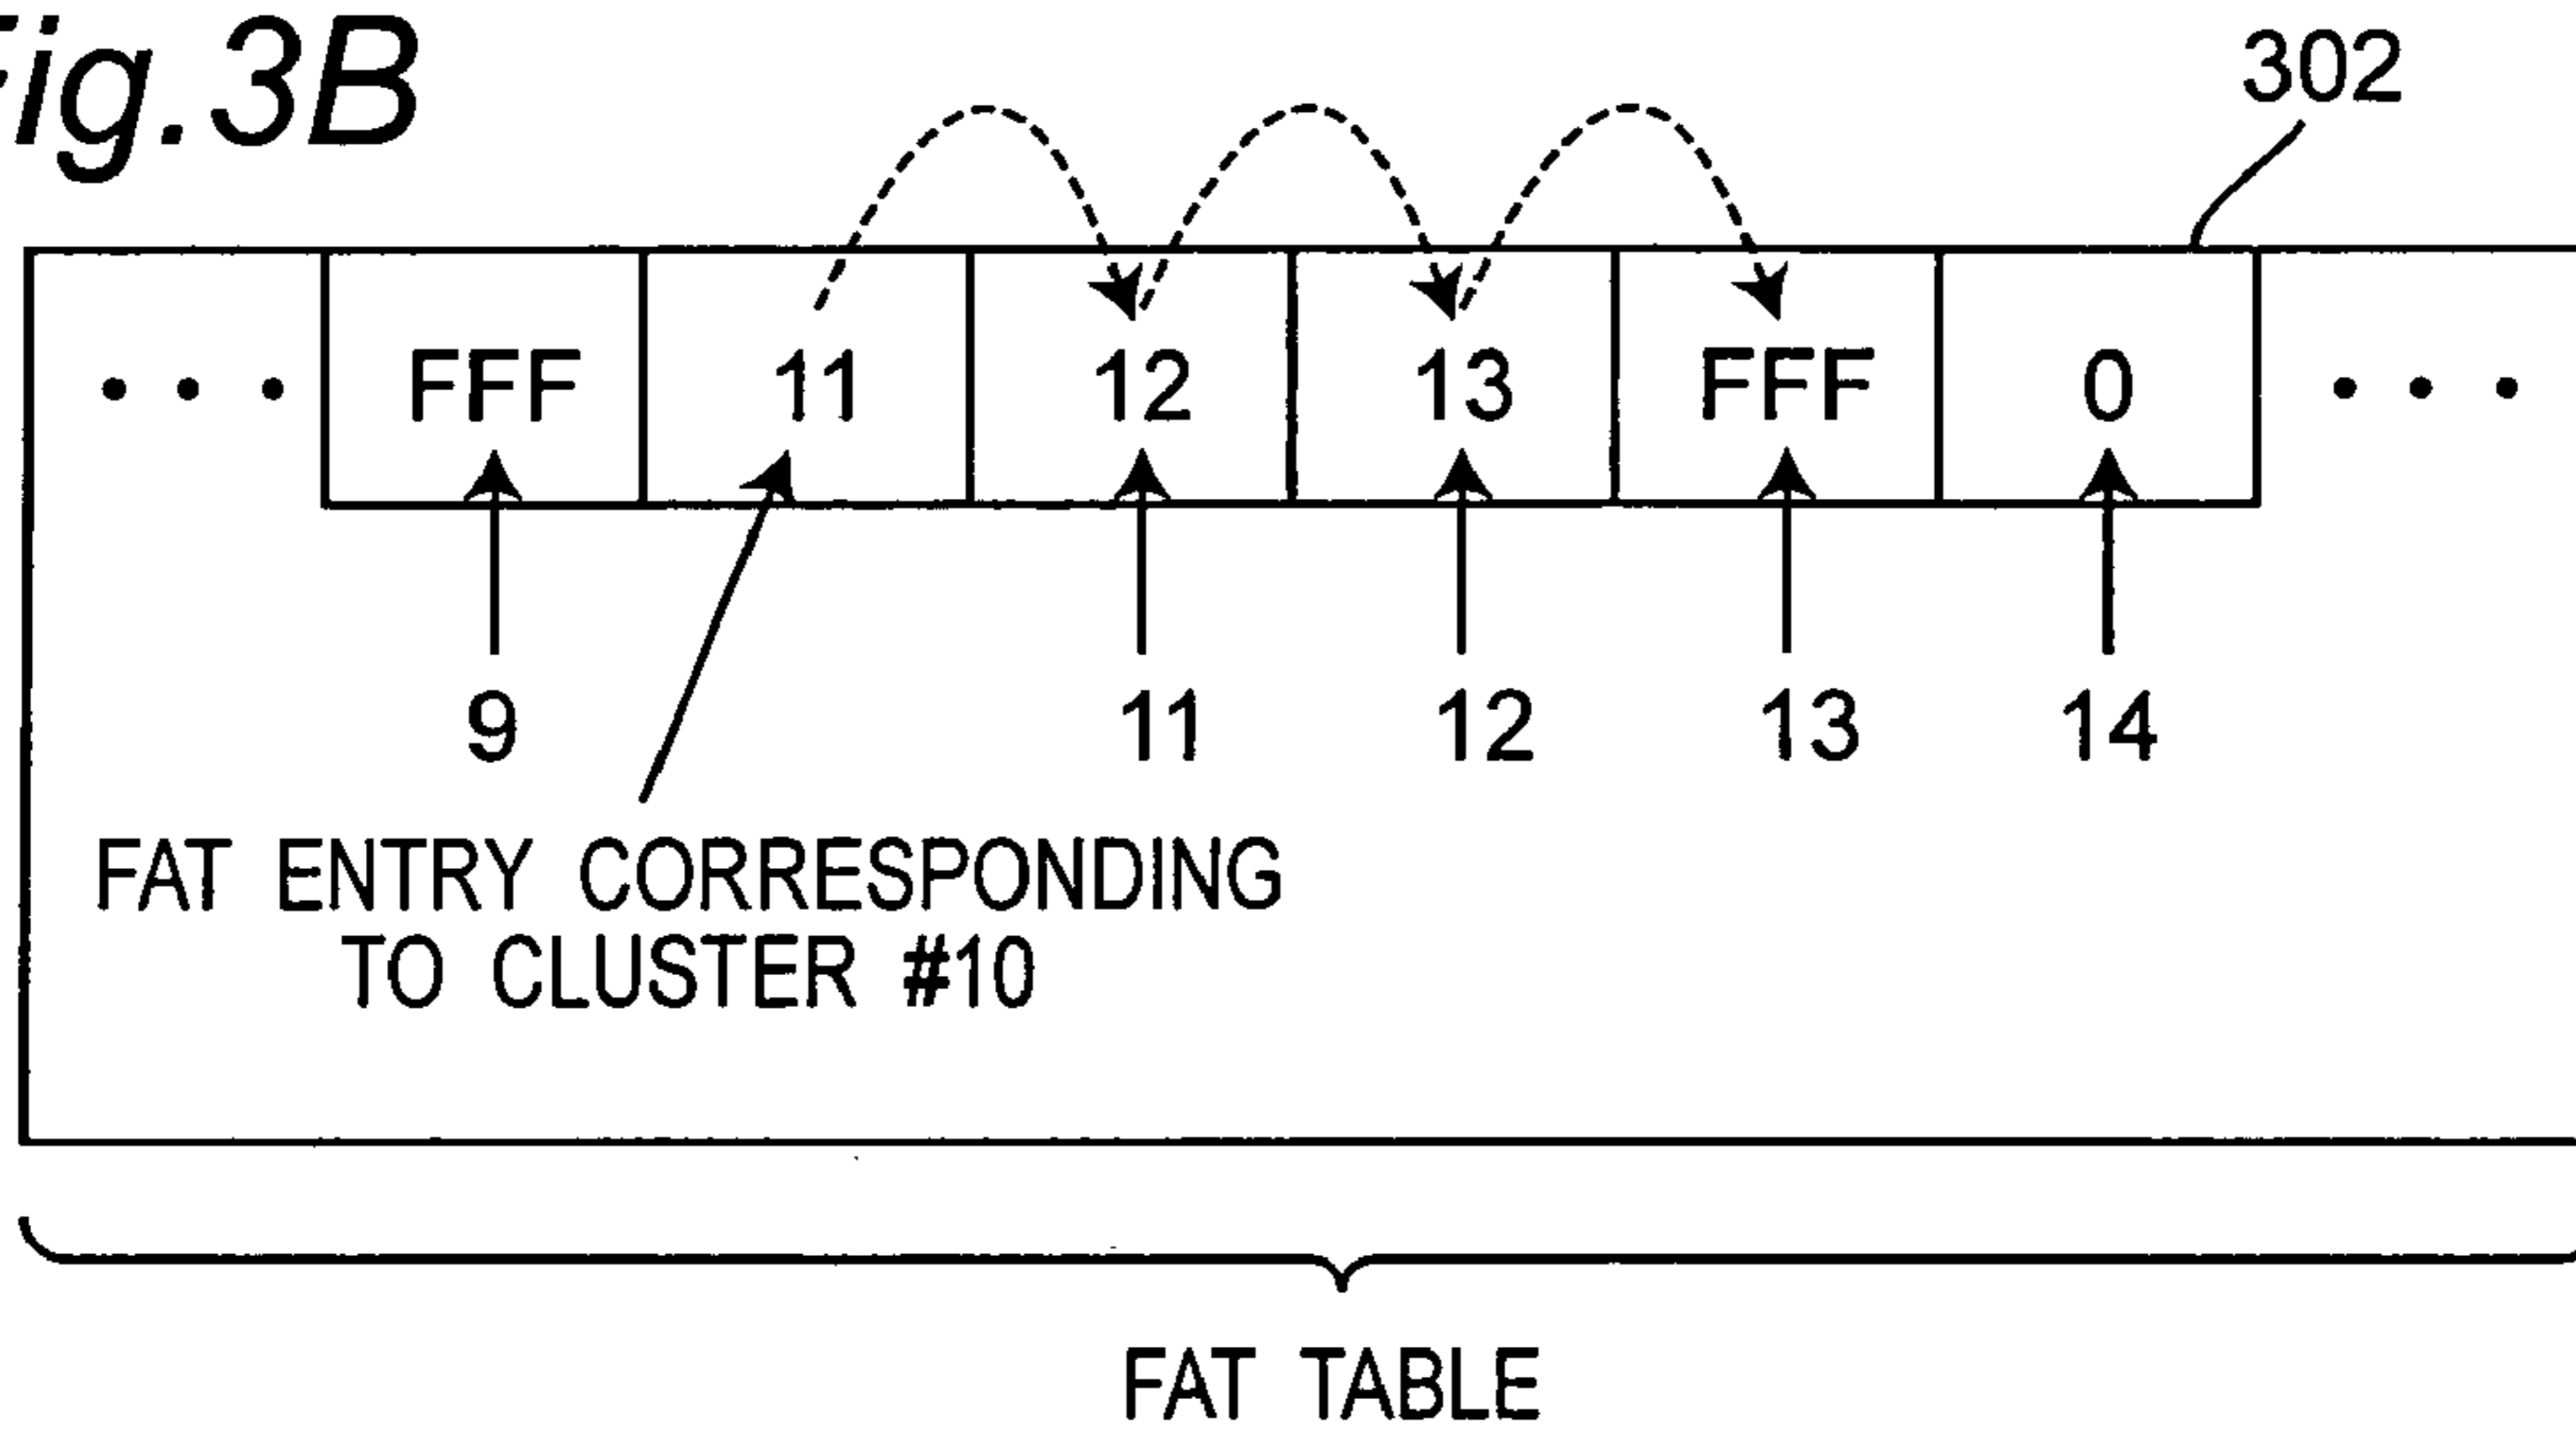 Fig.3B
302
• • • FFF 11 12 13 FFF 0 • • •
9 11 12 13 14
FAT ENTRY CORRESPONDING
TO CLUSTER #10
FAT TABLE